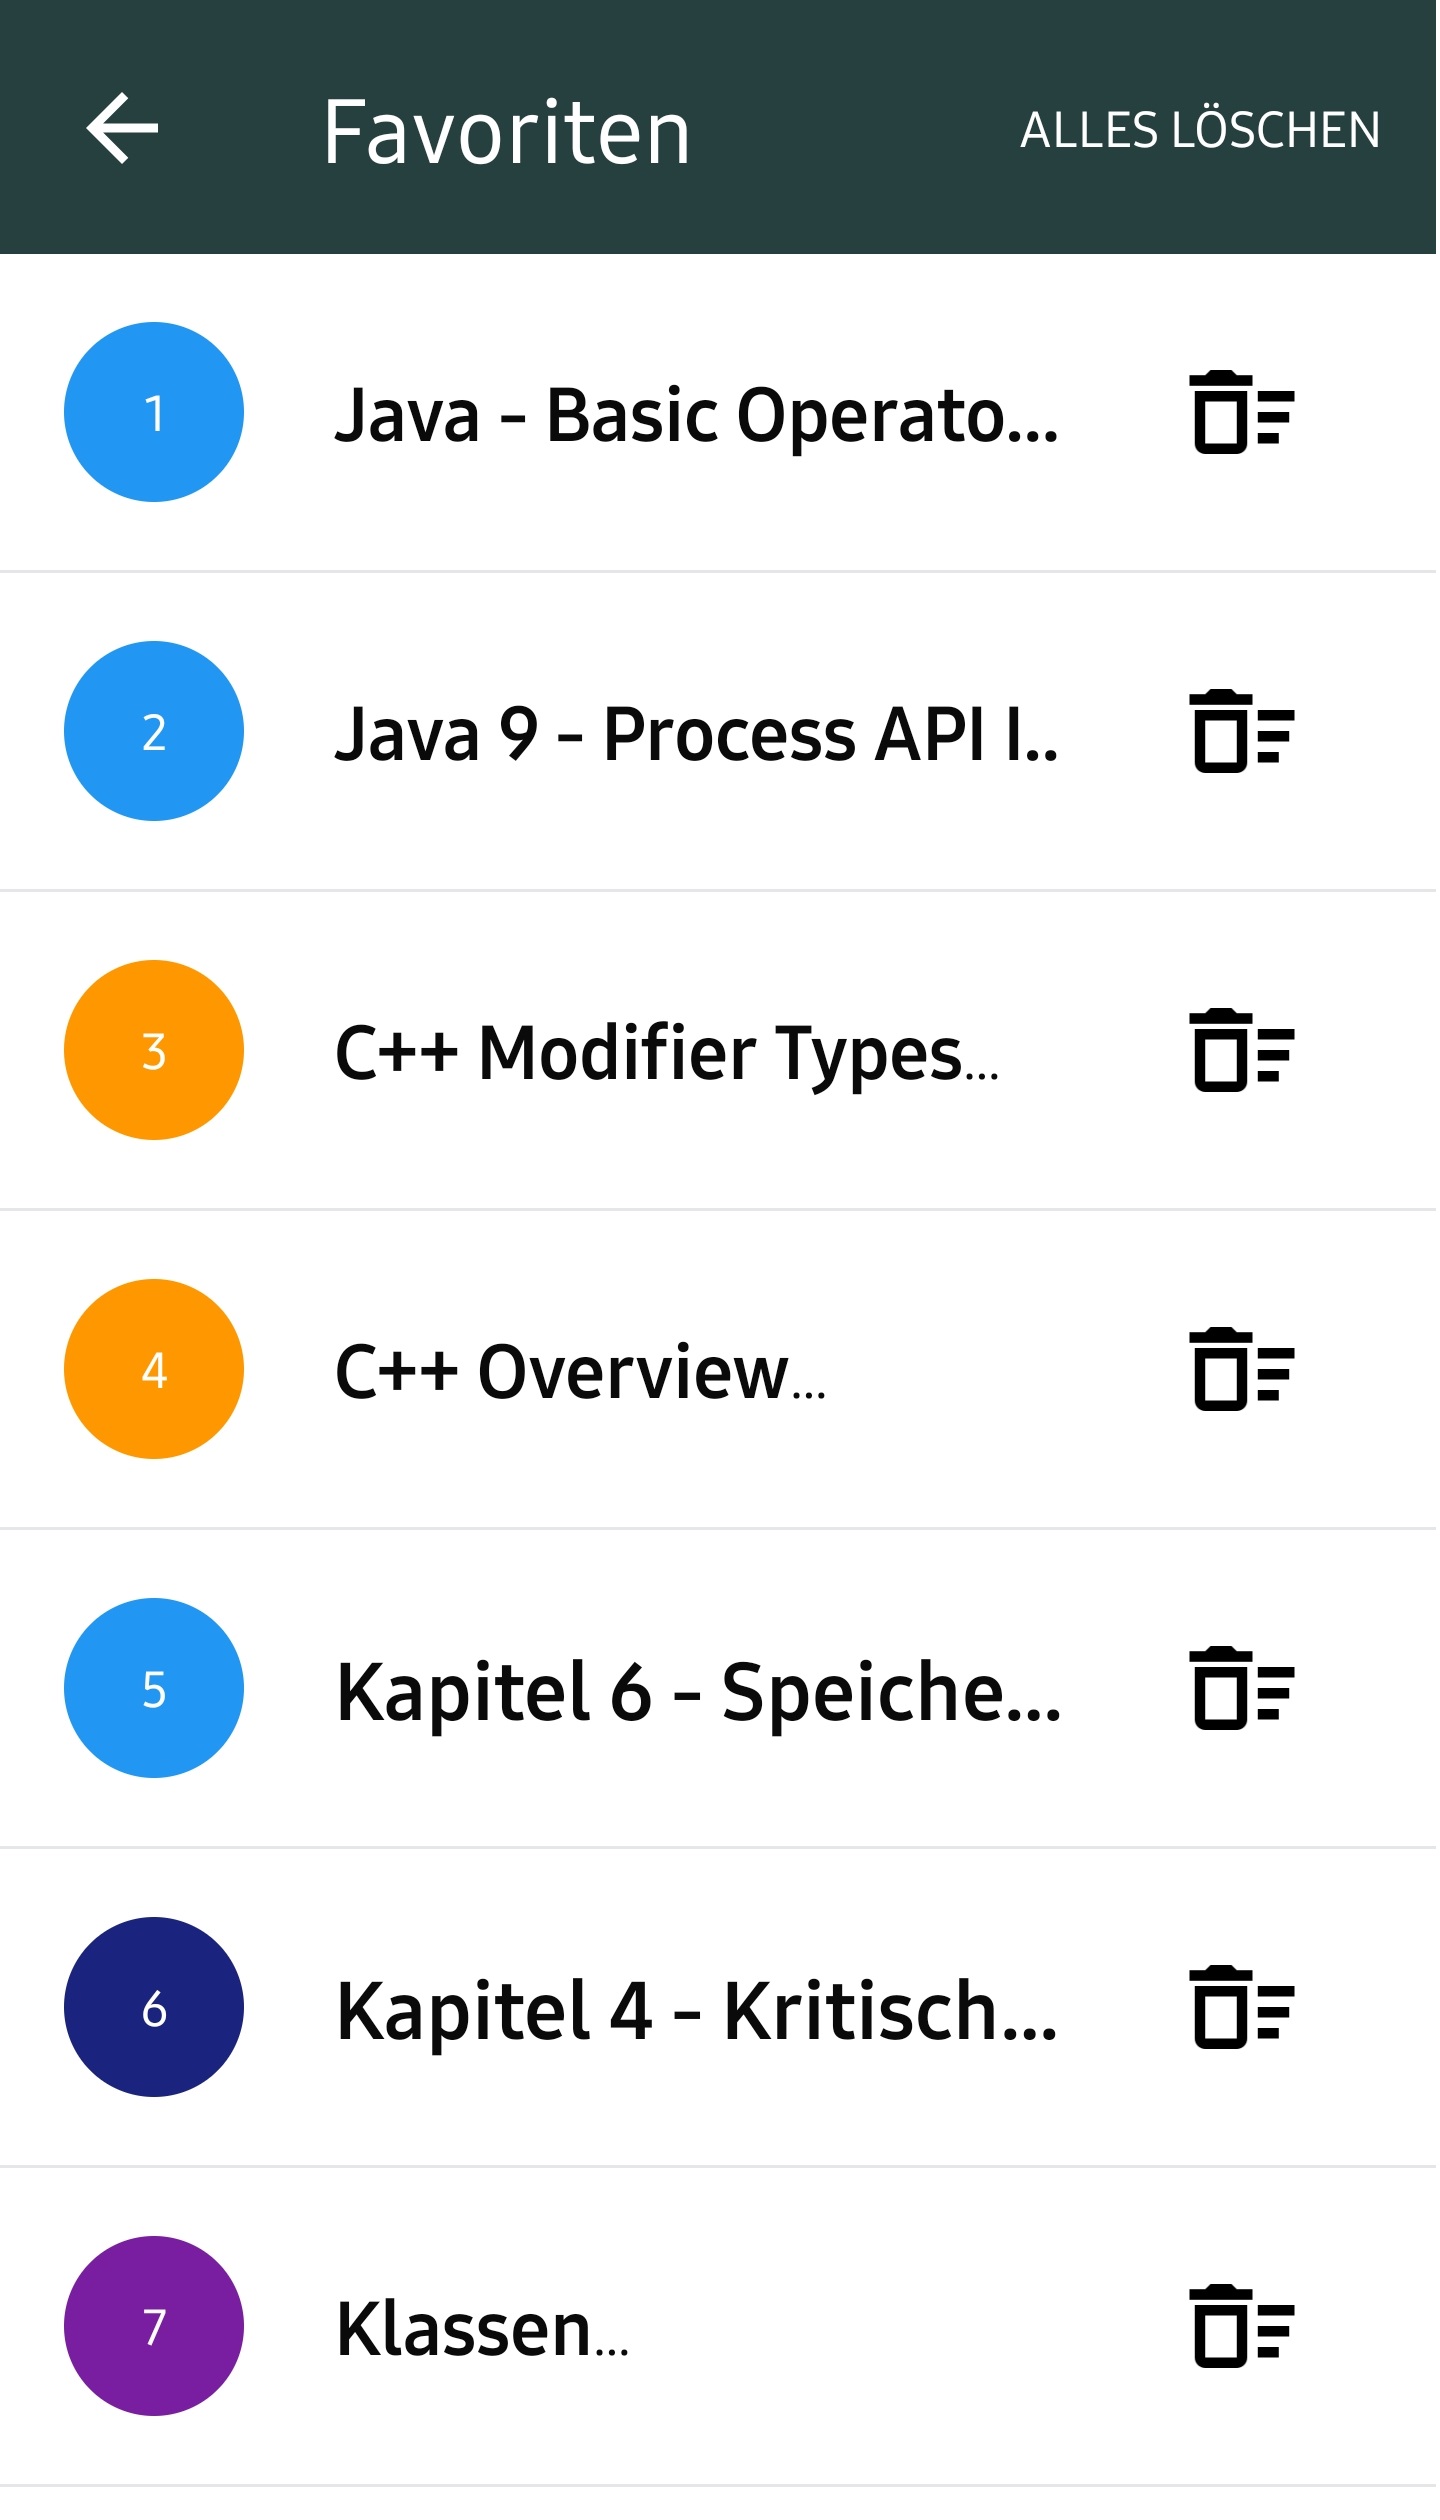 Favoriten
ALLES LÖSCHEN
1
Java - Basic Operato...
2
Java 9 - Process API I..
3
C++ Modifier Types...
4
C++ Overview...
5
Kapitel 6 - Speiche...
6
Kapitel 4 - Kritisch...
7
Klassen...